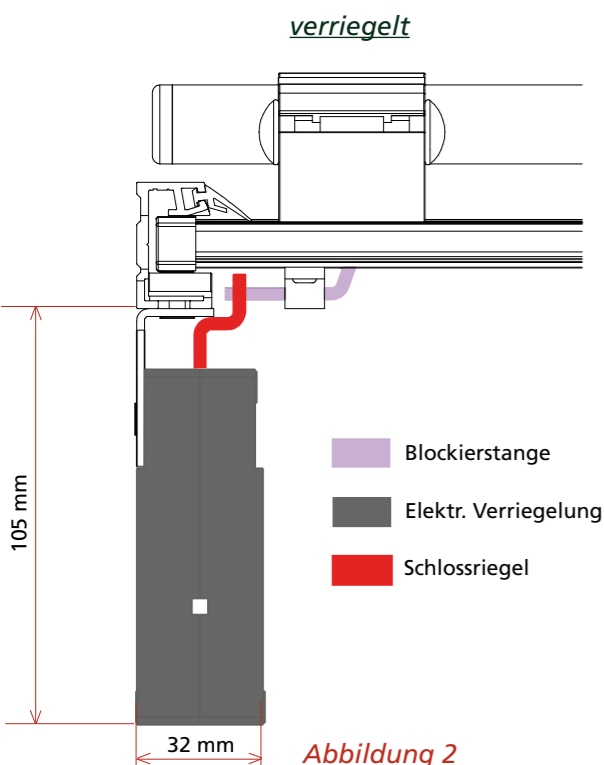 verriegelt
Blockierstange
Elektr. Verriegelung
Schlossriegel
105 mm
32 mm
Abbildung 2